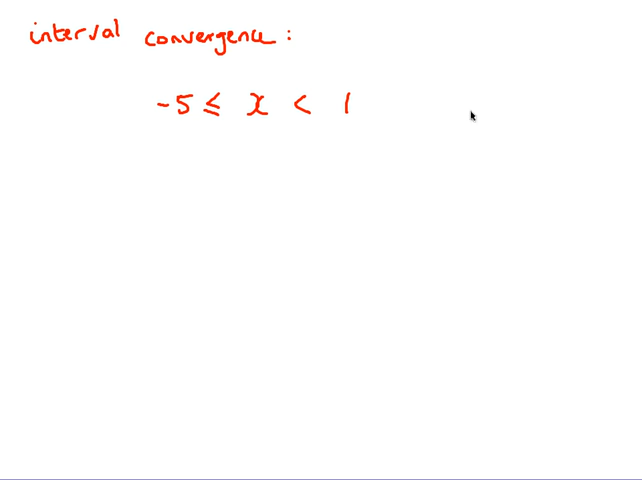 interval convergence :
-5 ≤ x < 1